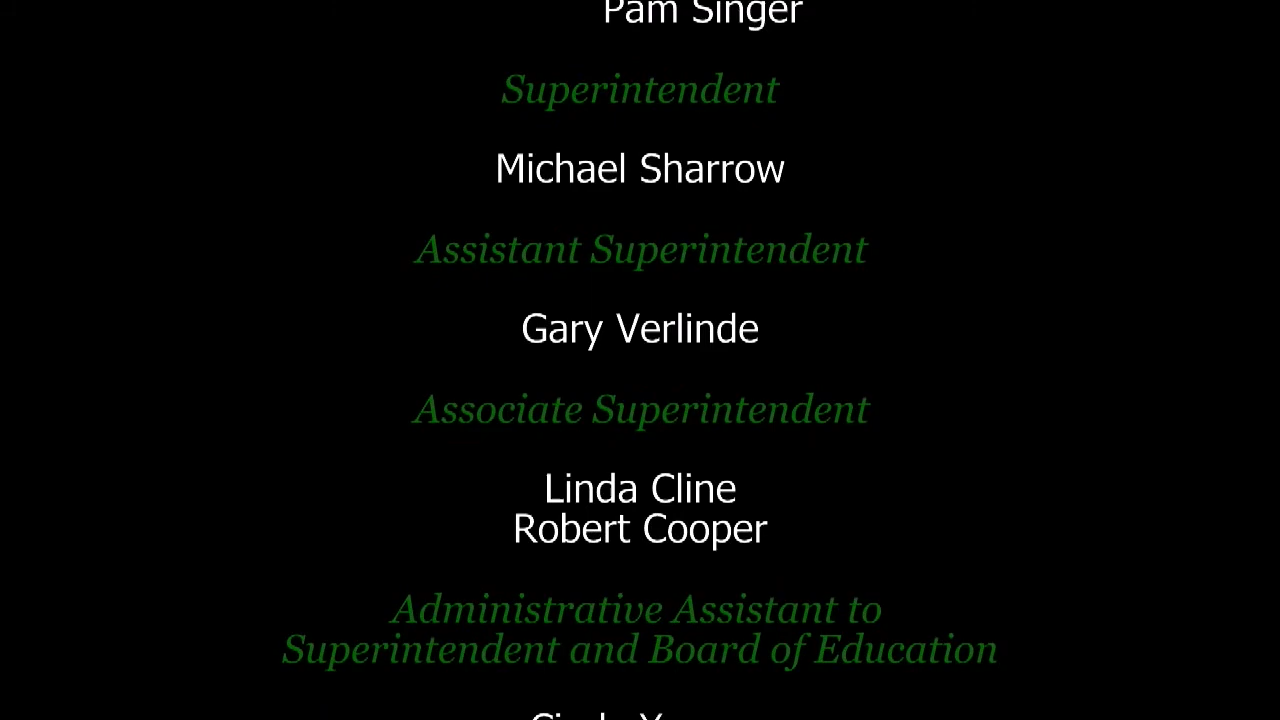 Pam Singer
Superintendent
Michael Sharrow
Assistant Superintendent
Gary Verlinde
Associate Superintendent
Linda Cline
Robert Cooper
Administrative Assistant to
Superintendent and Board of Education